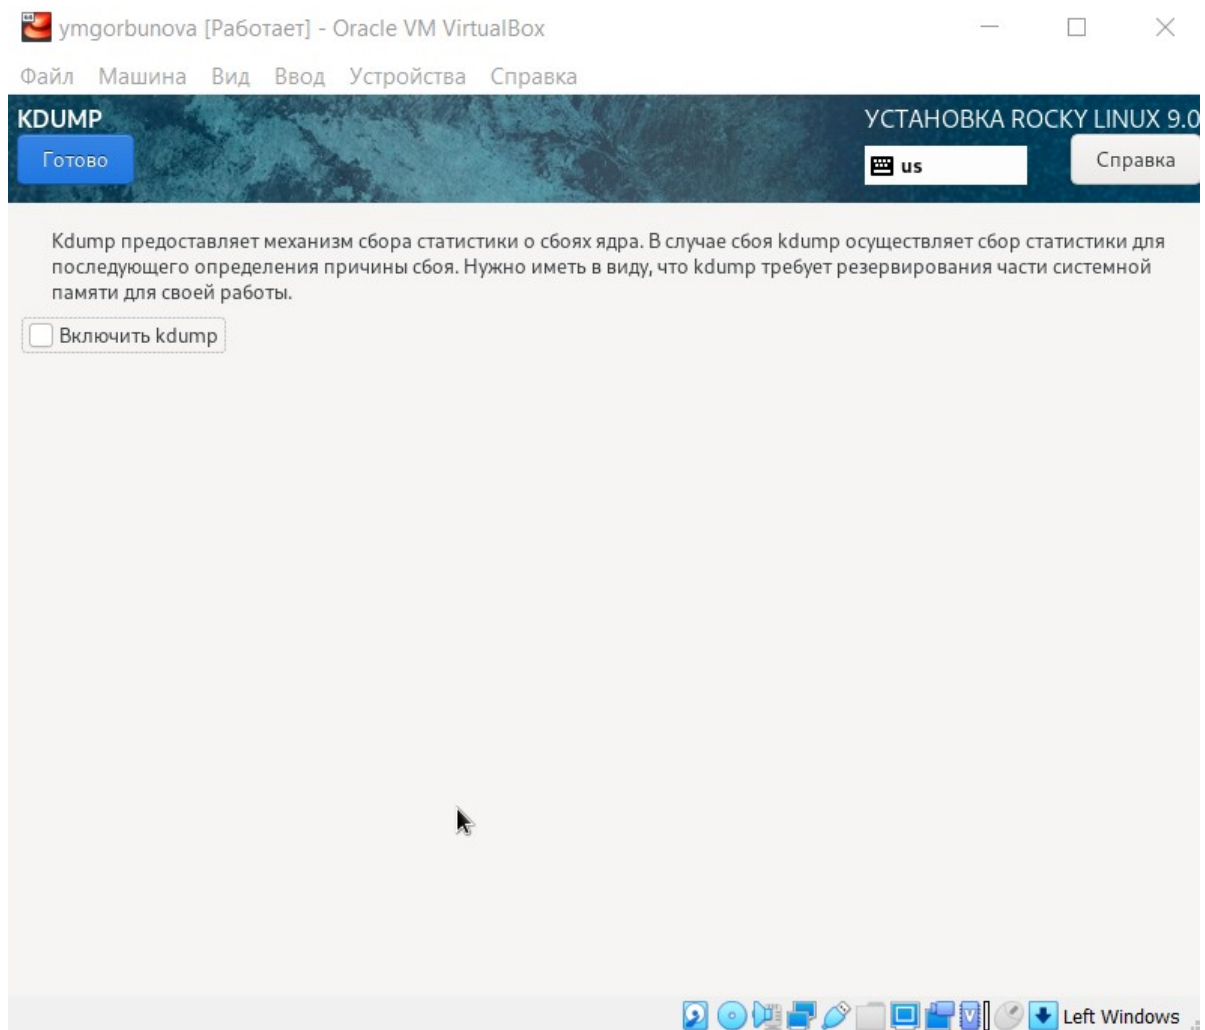 ymgorbunova [Работает] - Oracle VM VirtualBox
Файл Машина Вид Ввод Устройства Справка
KDUMP
УСТАНОВКА ROCKY LINUX 9.0
Готово
us
Справка
Kdump предоставляет механизм сбора статистики о сбоях ядра. В случае сбоя kdump осуществляет сбор статистики для
последующего определения причины сбоя. Нужно иметь в виду, что kdump требует резервирования части системной
памяти для своей работы.
Включить kdump
Left Windows